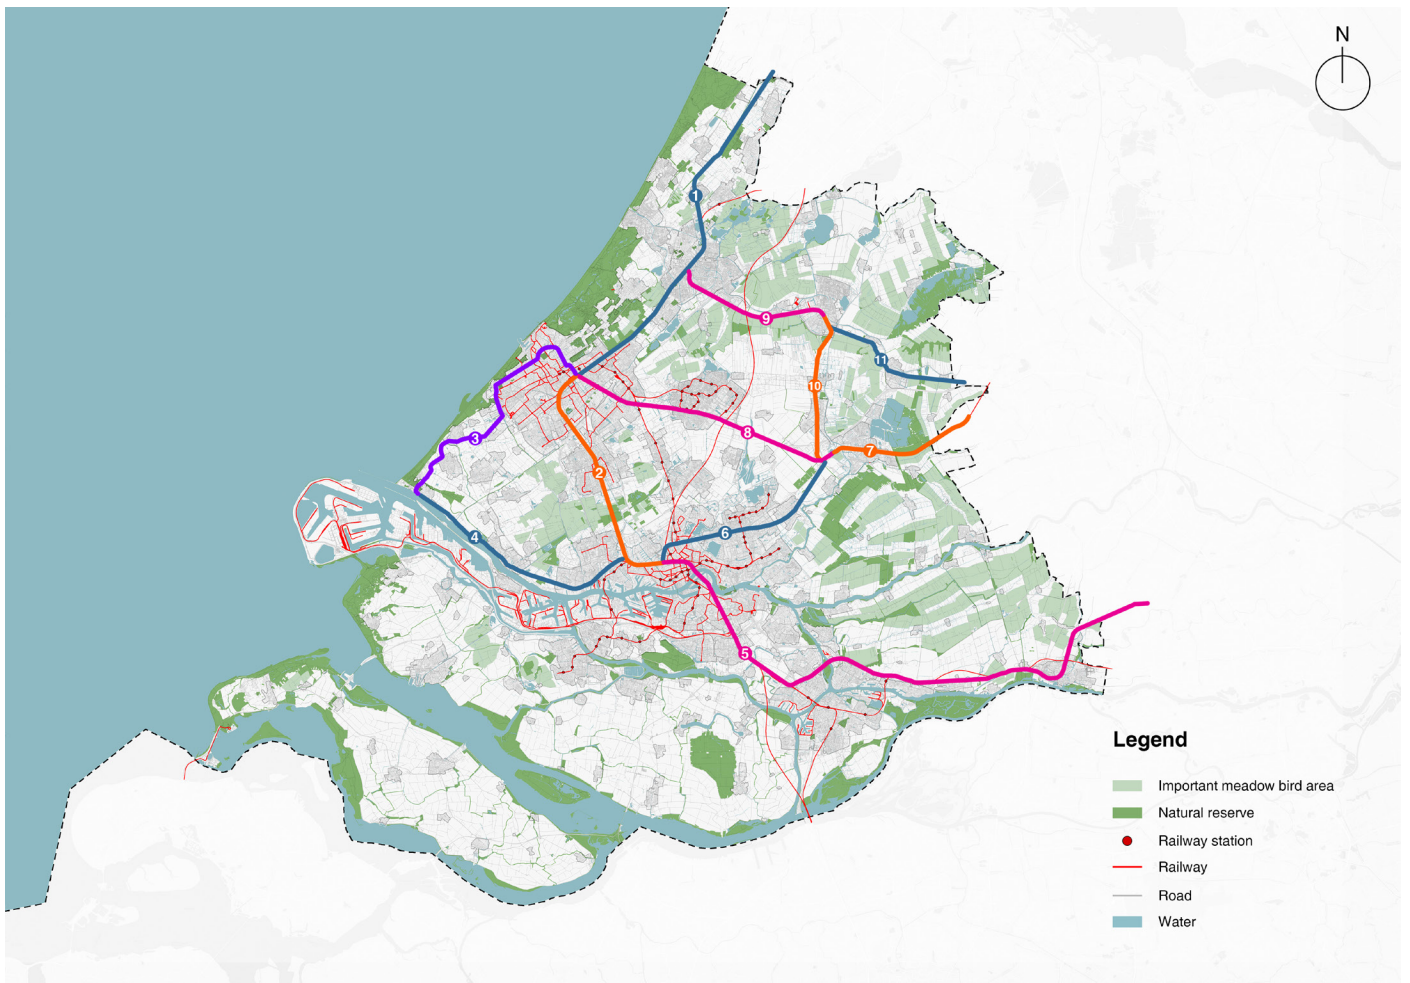 N
1
9
11
10
3
8
7
2
6
4
5
Legend
Important meadow bird area
Natural reserve
Railway station
Railway
Road
Water